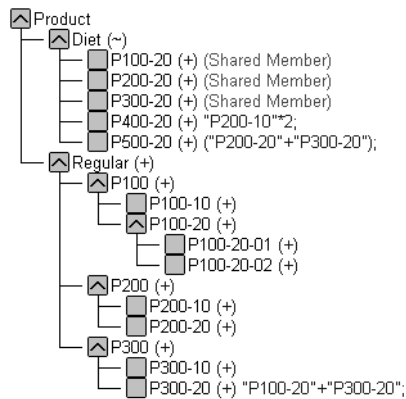 Product
Diet (~)
P100-20 (+) (Shared Member)
P200-20 (+) (Shared Member)
P300-20 (+) (Shared Member)
P400-20 (+) "P200-10"*2;
P500-20 (+) ("P200-20"+"P300-20");
Regular (+)
P100 (+)
P100-10 (+)
P100-20 (+)
P100-20-01 (+)
P100-20-02 (+)
P200 (+)
P200-10 (+)
P200-20 (+)
P300 (+)
P300-10 (+)
P300-20 (+) "P100-20"+"P300-20";